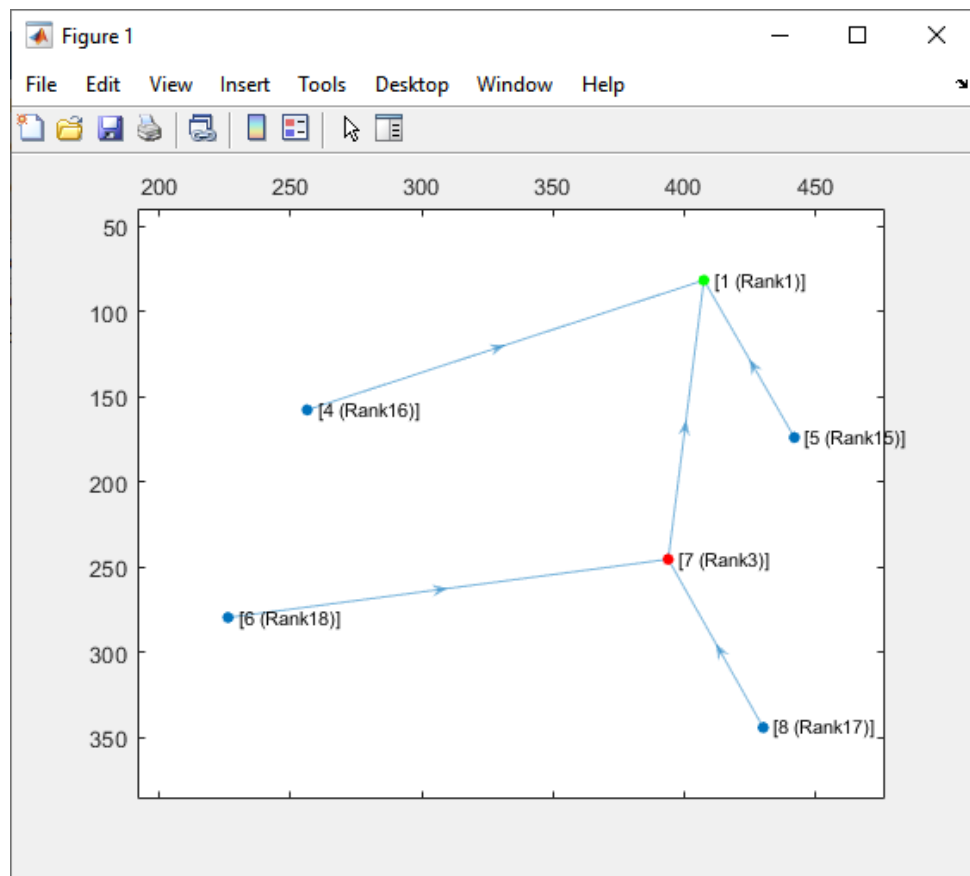 Figure 1
File Edit View Insert Tools Desktop Window Help
200 250 300 350 400 450
50
[1 (Rank1)]
100
150
[4 (Rank16)]
[5 (Rank15)]
200
250
[7 (Rank3)]
[6 (Rank18)]
300
[8 (Rank17)]
350